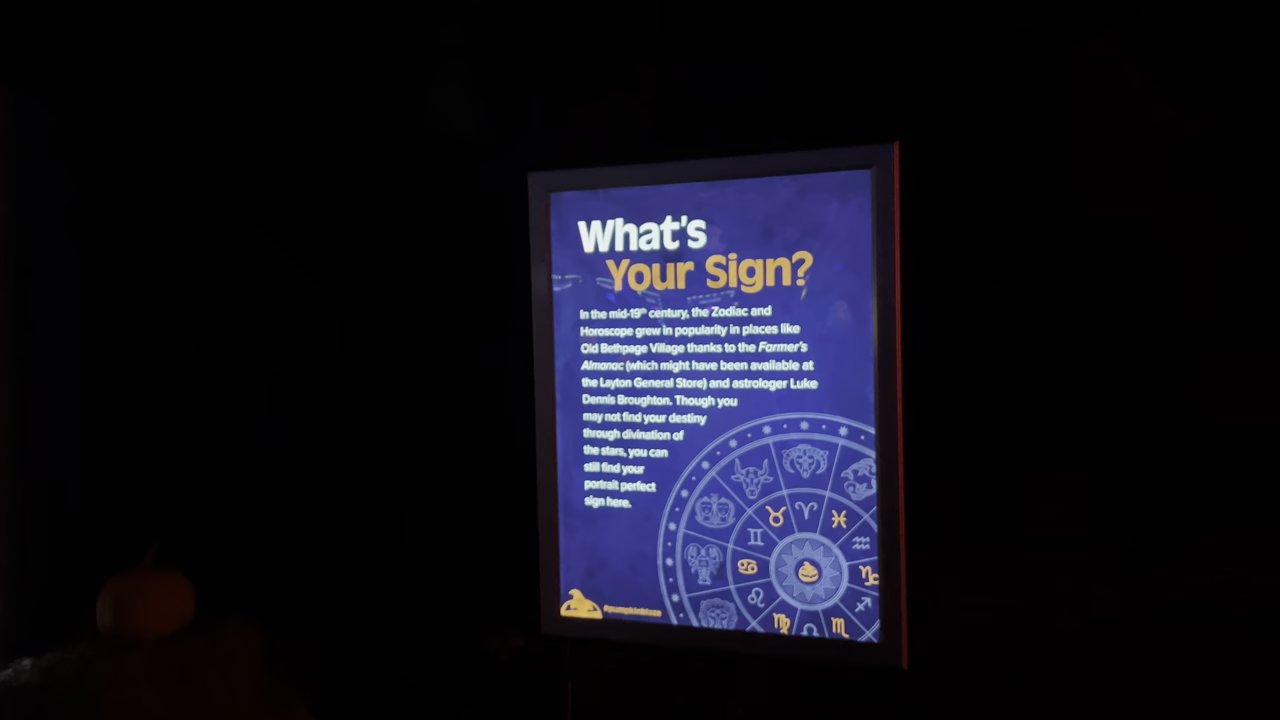 What's
Your Sign?
In the mid-19th century, the Zodiac and
Horoscope grew in popularity in places like
Old Bethpage Village thanks to the Farmer's
Almanac (which might have been available at
the Layton General Store) and astrologer Luke
Dennis Broughton. Though you
may not find your destiny
through divination of
the stars, you can
still find your
portrait perfect
sign here.
#pumpkinblaze